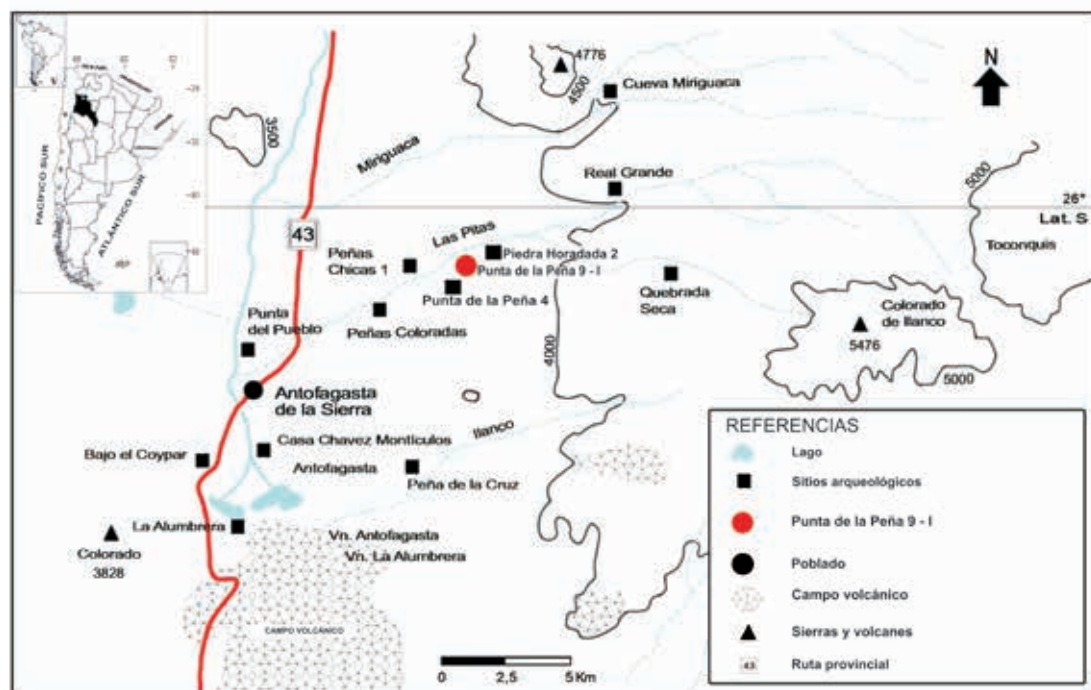 PACÍFICO SUR
ATLÁNTICO SUR
4776
4500
3500
Cueva Miriguaca
N
Miriguaca
Real Grande
5000
26°
Lat. S
43
Las Pitas
Toconquis
Piedra Horadada 2
Peñas
Chicas 1
Punta de la Peña 9 - I
Punta de la Peña 4
Quebrada
Seca
Colorado
de Ilanco
5476
5000
Punta
del Pueblo
Peñas Coloradas
4000
Antofagasta
de la Sierra
Ilanco
Casa Chavez Montículos
Bajo el Coypar
Antofagasta
Peña de la Cruz
La Alumbrera
Vn. Antofagasta
Vn. La Alumbrera
Colorado
3828
CAMPO VOLCÁNICO
0 2,5 5 Km
REFERENCIAS
Lago
Sitios arqueológicos
Punta de la Peña 9 - I
Poblado
Campo volcánico
Sierras y volcanes
43
Ruta provincial